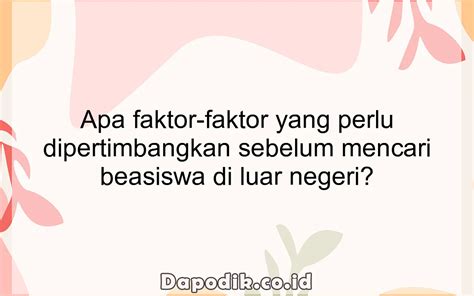 Apa faktor-faktor yang perlu
dipertimbangkan sebelum mencari
beasiswa di luar negeri?
Dapodik.co.id